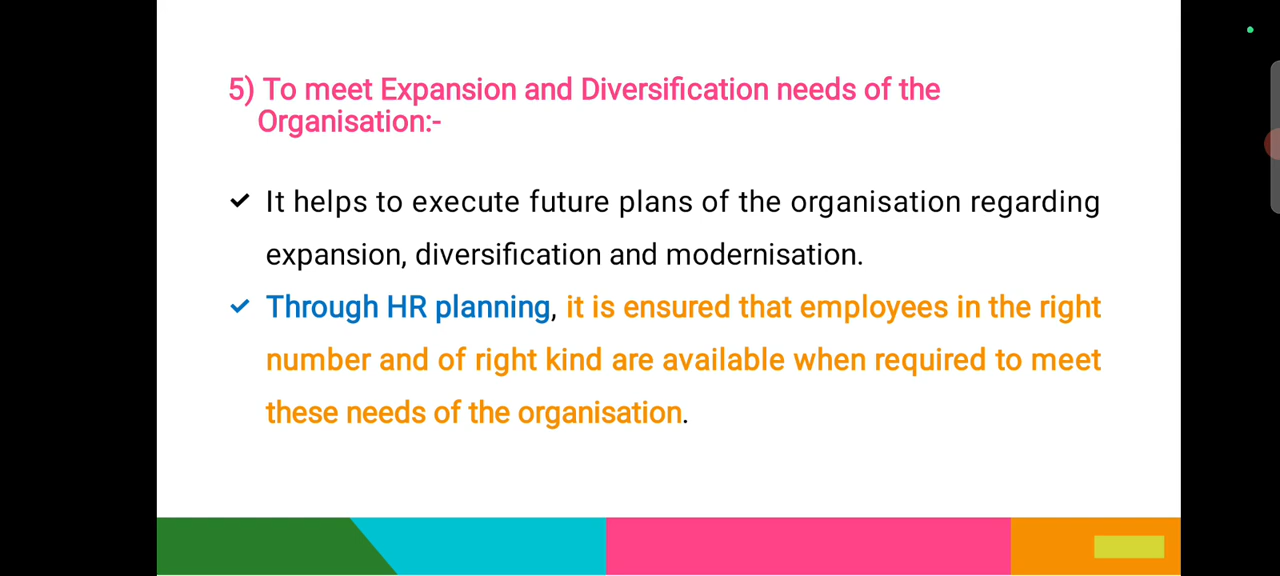 5) To meet Expansion and Diversification needs of the
Organisation:-
It helps to execute future plans of the organisation regarding
expansion, diversification and modernisation.
Through HR planning, it is ensured that employees in the right
number and of right kind are available when required to meet
these needs of the organisation.